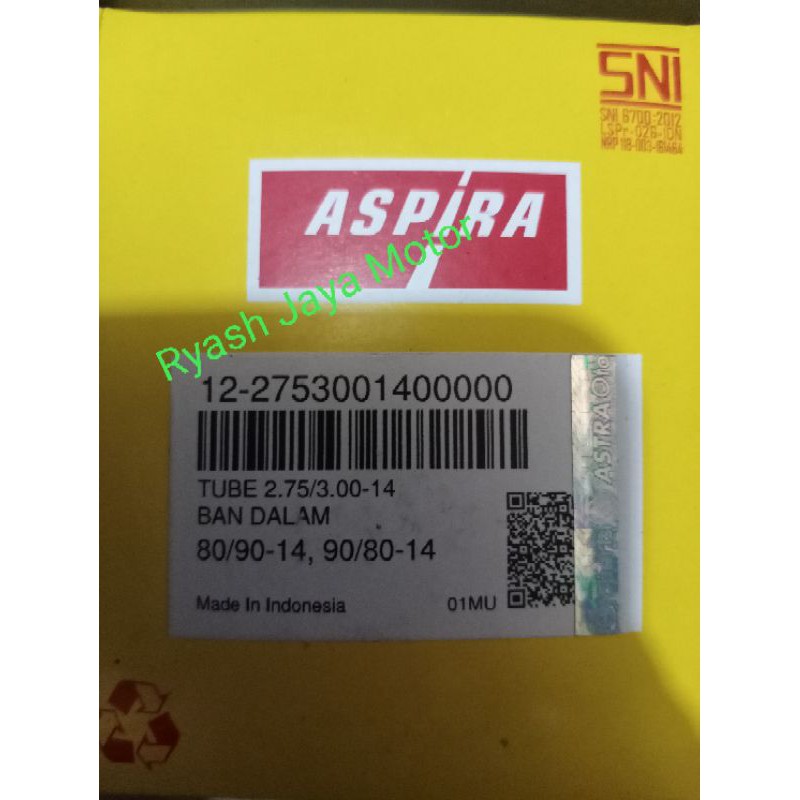 SNI
SNI 6700:2012
LSPr-026-IDN
ASPIRA
Ryash Jaya Motor
12-2753001400000
TUBE 2.75/3.00-14
BAN DALAM
80/90-14, 90/80-14
Made In Indonesia
01MU
ASTRA